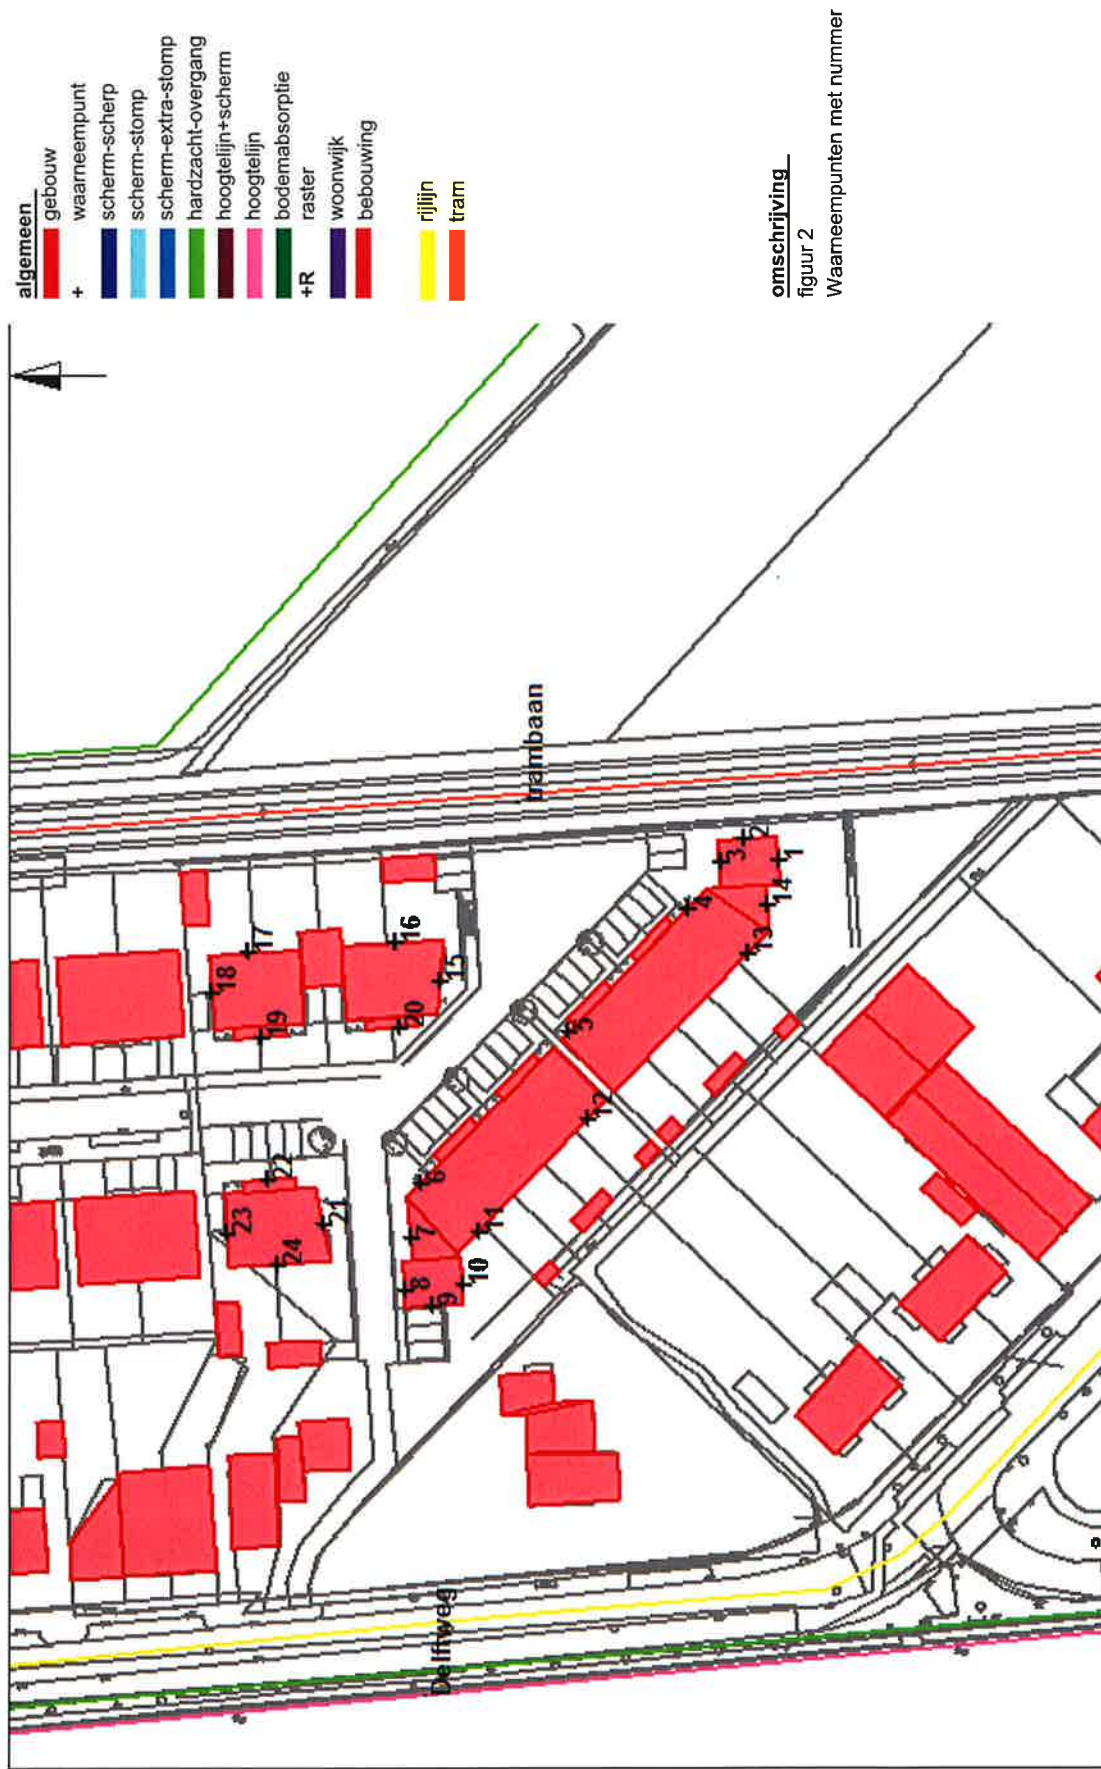 algemeen
gebouw
+ waarneempunt
scherm-scherp
scherm-stomp
scherm-extra-stomp
hardzacht-overgang
hoogtelijn+scherm
hoogtelijn
bodemabsorptie
+R raster
woonwijk
bebouwing
rijlijn
tram
omschrijving
figuur 2
Waarneempunten met nummer
trambaan
Delftweg
1
2
3
4
5
6
7
8
9
10
11
12
13
14
15
16
17
18
19
20
21
22
23
24